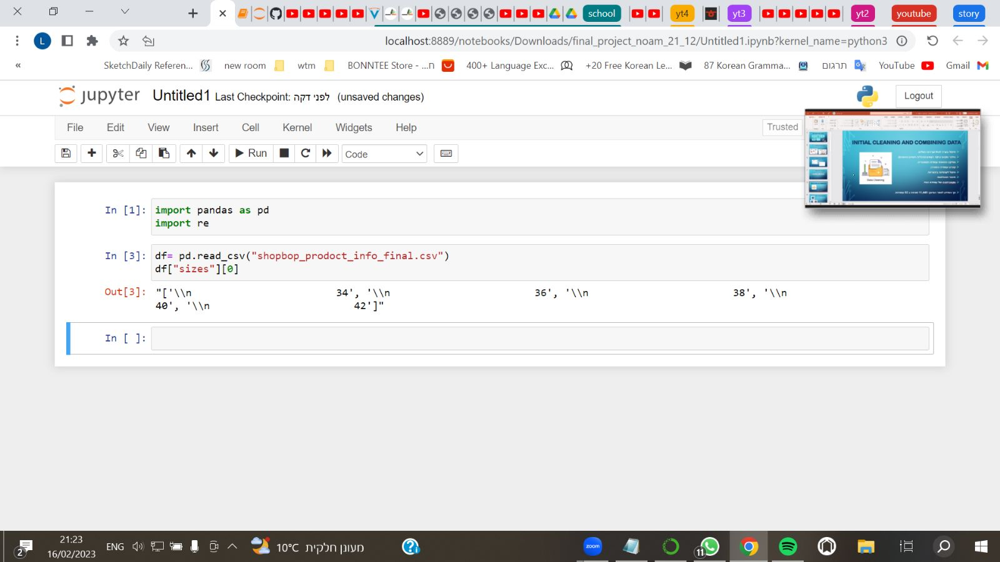 school
yt4
yt3
yt2
youtube
story
L
localhost:8889/notebooks/Downloads/final_project_noam_21_12/Untitled1.ipynb?kernel_name=python3
«
SketchDaily Referen...
new room
wtm
BONNTEE Store - ...ח
400+ Language Exc...
+20 Free Korean Le...
87 Korean Gramma...
תרגום
YouTube
Gmail
jupyter Untitled1 Last Checkpoint: לפני דקה (unsaved changes)
Logout
File Edit View Insert Cell Kernel Widgets Help
Trusted
Run
Code
INITIAL CLEANING AND COMBINING DATA
Data Cleaning
In [1]: import pandas as pd
import re
In [3]: df= pd.read_csv("shopbop_prodoct_info_final.csv")
df["sizes"][0]
Out[3]: "['\\n 34', '\\n 36', '\\n 38', '\\n
40', '\\n 42']"
In [ ]:
2
21:23
16/02/2023
ENG
10°C מעונן חלקית
zoom
11